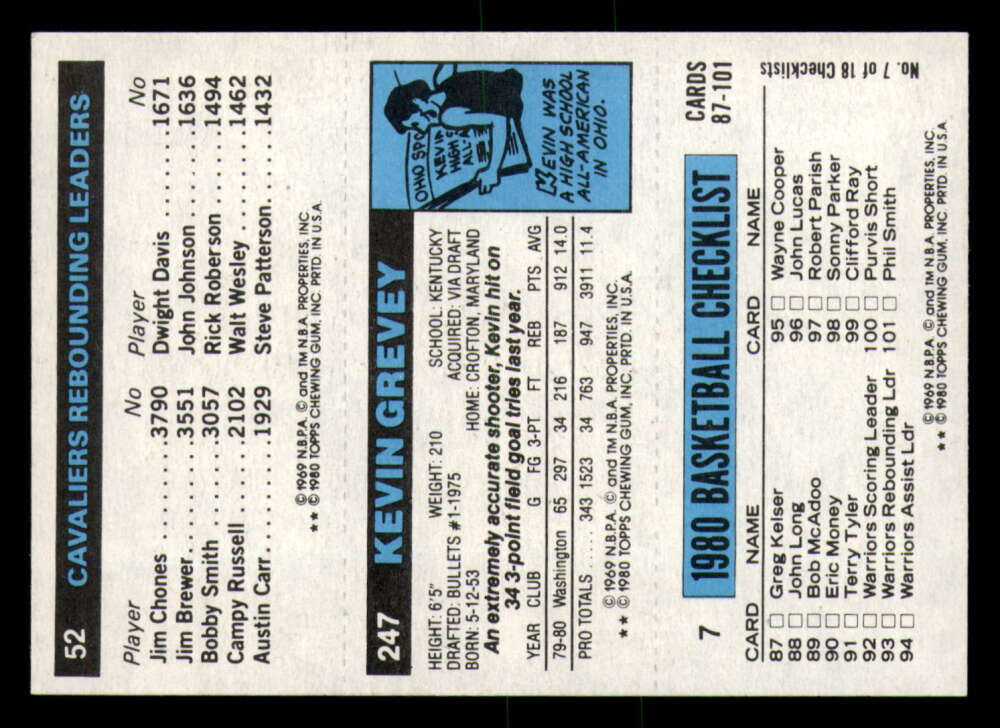 52 CAVALIERS REBOUNDING LEADERS
Player No Player No
Jim Chones ....3790 Dwight Davis .......1671
Jim Brewer.....3551 John Johnson .....1636
Bobby Smith ....3057 Rick Roberson ....1494
Campy Russell....2102 Walt Wesley ......1462
Austin Carr......1929 Steve Patterson.....1432
© 1969 N.B.P.A. © and TM N.B.A. PROPERTIES, INC.
★★ © 1980 TOPPS CHEWING GUM, INC. PRTD. IN U.S.A.
247 KEVIN GREVEY
HEIGHT: 6'5" WEIGHT: 210 SCHOOL: KENTUCKY
DRAFTED: BULLETS #1-1975 ACQUIRED: VIA DRAFT
BORN: 5-12-53 HOME: CROFTON, MARYLAND
An extremely accurate shooter, Kevin hit on
34 3-point field goal tries last year.
YEAR CLUB G FG 3-PT FT REB PTS AVG
79-80 Washington 65 297 34 216 187 912 14.0
PRO TOTALS ..... 343 1523 34 763 947 3911 11.4
© 1969 N.B.P.A. © and TM N.B.A. PROPERTIES, INC.
★★ © 1980 TOPPS CHEWING GUM, INC. PRTD. IN U.S.A.
OHIO SPO
KEVIN
HIGH S
ALL-A
KEVIN WAS
A HIGH SCHOOL
ALL-AMERICAN
IN OHIO.
7 1980 BASKETBALL CHECKLIST CARDS
87-101
CARD NAME CARD NAME
87 □ Greg Kelser 95 □ Wayne Cooper
88 □ John Long 96 □ John Lucas
89 □ Bob McAdoo 97 □ Robert Parish
90 □ Eric Money 98 □ Sonny Parker
91 □ Terry Tyler 99 □ Clifford Ray
92 □ Warriors Scoring Leader 100 □ Purvis Short
93 □ Warriors Rebounding Ldr 101 □ Phil Smith
94 □ Warriors Assist Ldr
No. 7 of 18 Checklists
© 1969 N.B.P.A. © and TM N.B.A. PROPERTIES, INC.
★★ © 1980 TOPPS CHEWING GUM, INC. PRTD. IN U.S.A.